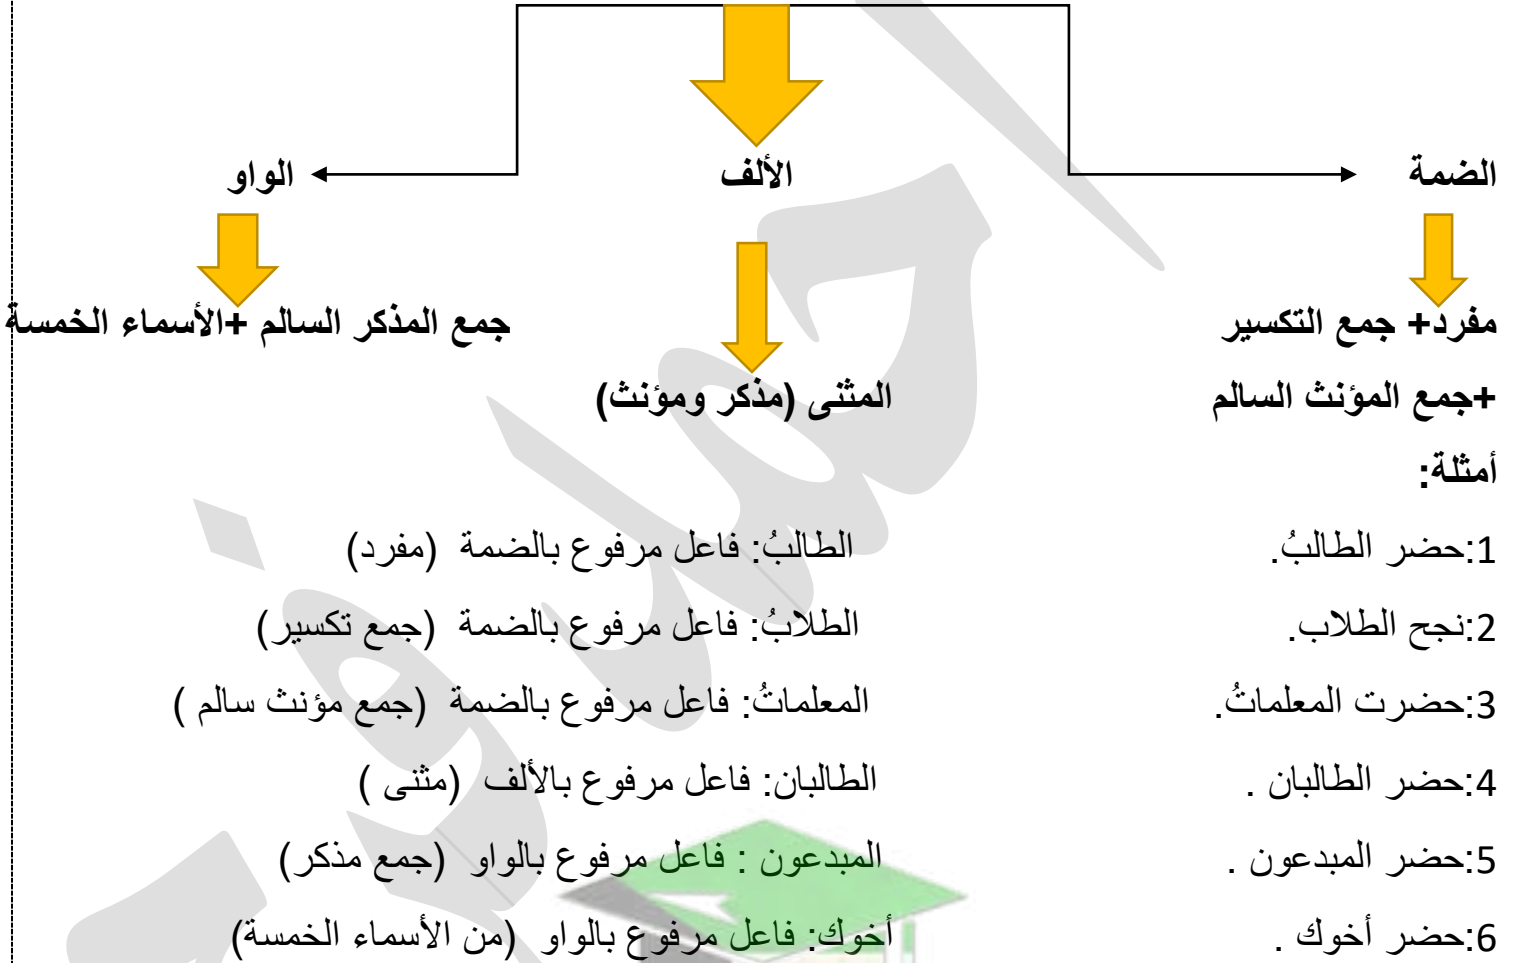 الضمة الألف الواو
مفرد+ جمع التكسير جمع المذكر السالم +الأسماء الخمسة
+جمع المؤنث السالم المثنى (مذكر ومؤنث)
أمثلة:
1:حضر الطالبُ. الطالبُ: فاعل مرفوع بالضمة (مفرد)
2:نجح الطلاب. الطلابُ: فاعل مرفوع بالضمة (جمع تكسير)
3:حضرت المعلماتُ. المعلماتُ: فاعل مرفوع بالضمة (جمع مؤنث سالم )
4:حضر الطالبان . الطالبان: فاعل مرفوع بالألف (مثنى )
5:حضر المبدعون . المبدعون : فاعل مرفوع بالواو (جمع مذكر)
6:حضر أخوك . أخوك: فاعل مرفوع بالواو (من الأسماء الخمسة)